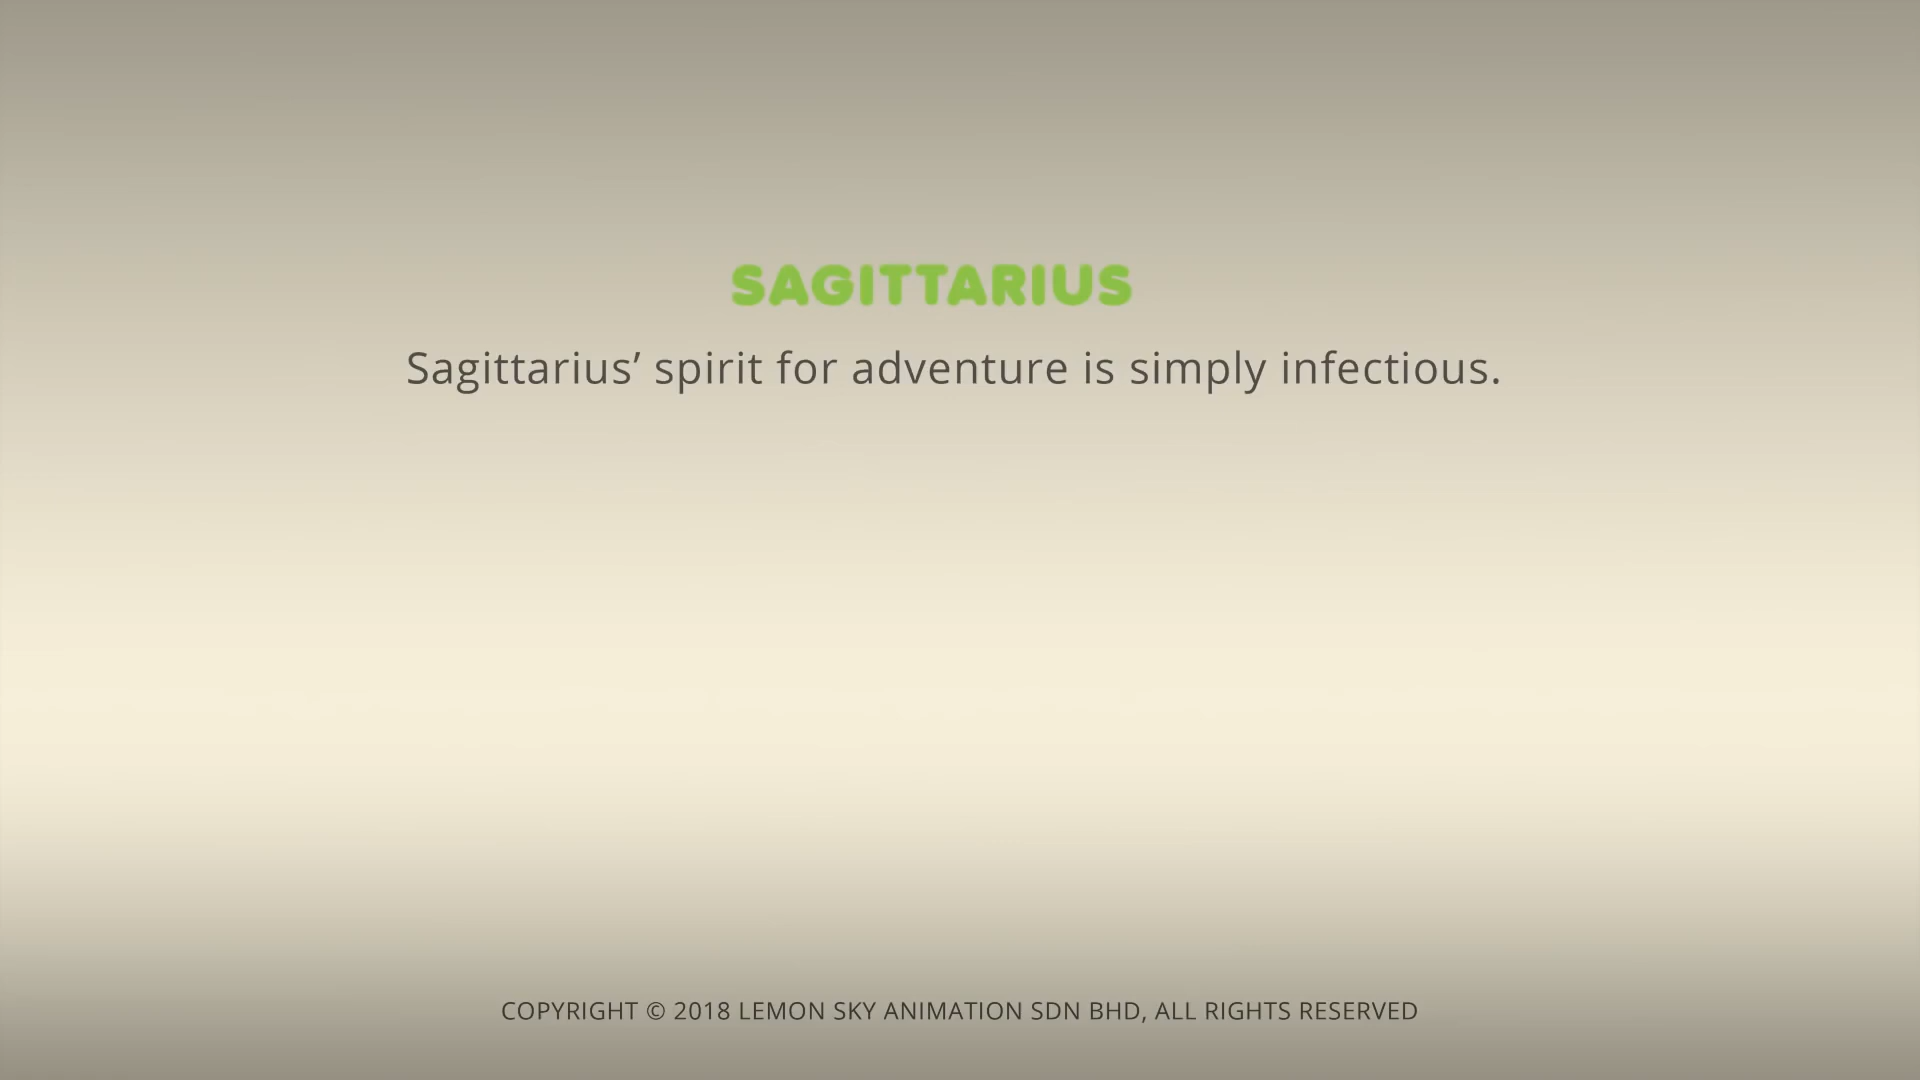 SAGITTARIUS
Sagittarius’ spirit for adventure is simply infectious.
COPYRIGHT © 2018 LEMON SKY ANIMATION SDN BHD, ALL RIGHTS RESERVED